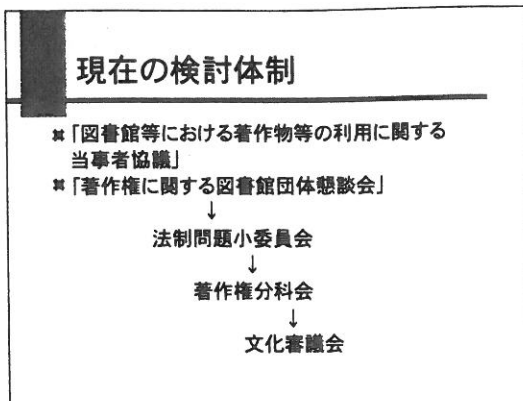 現在の検討体制
⌘「図書館等における著作物等の利用に関する
当事者協議」
⌘「著作権に関する図書館団体懇談会」
↓
法制問題小委員会
↓
著作権分科会
↓
文化審議会